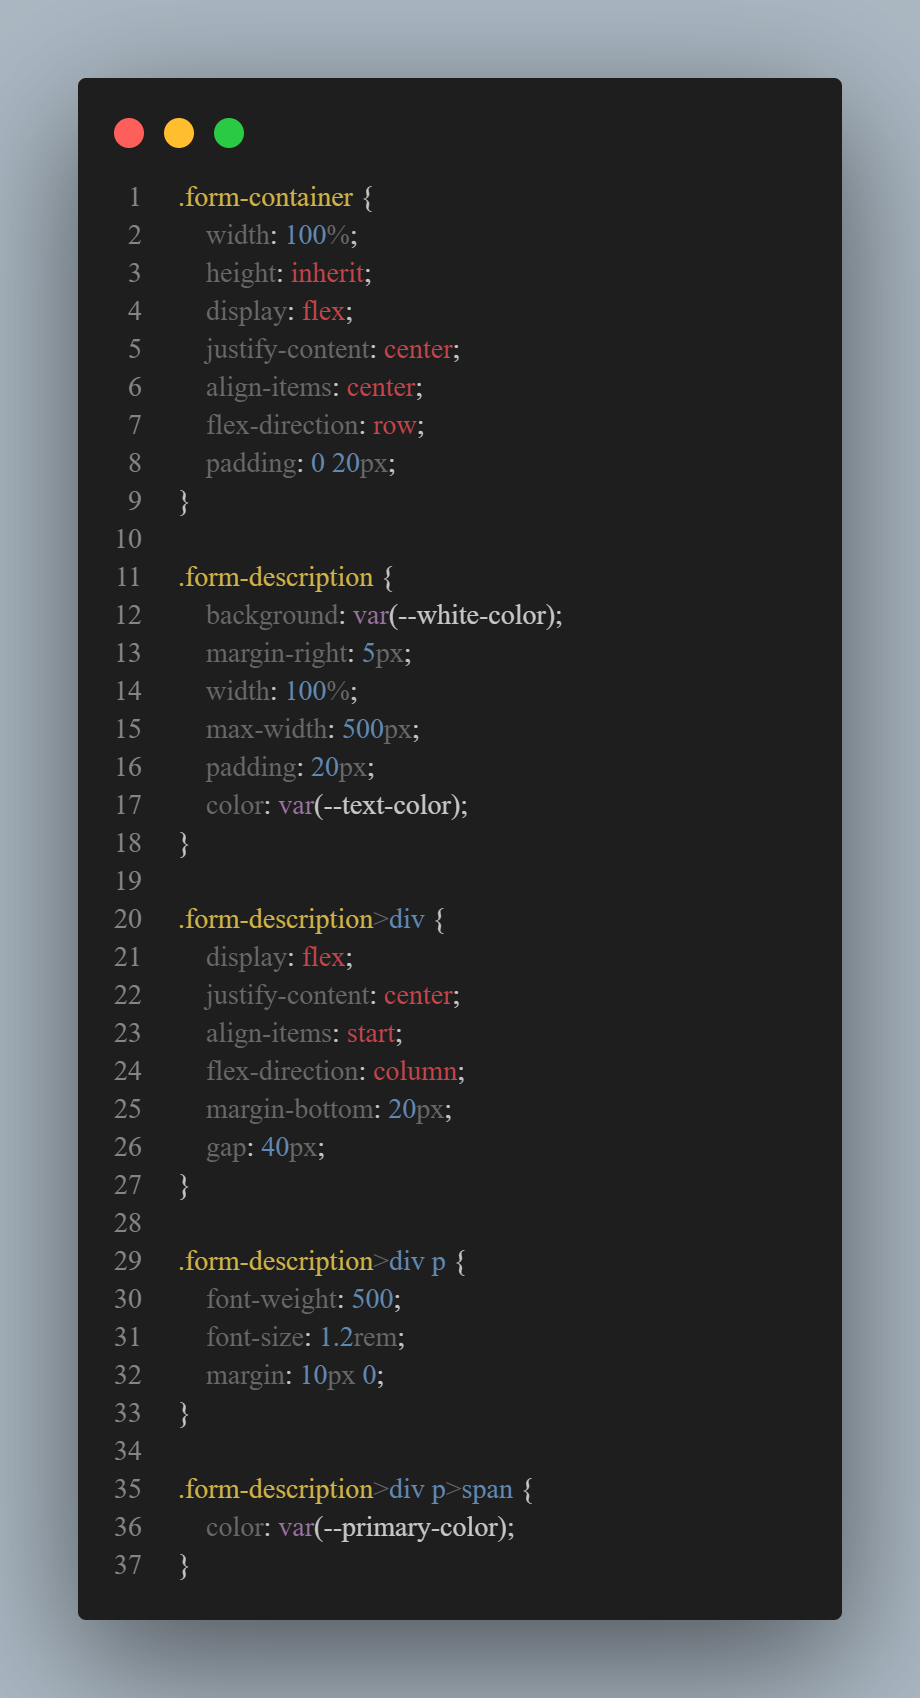 1 .form-container {
2 width: 100%;
3 height: inherit;
4 display: flex;
5 justify-content: center;
6 align-items: center;
7 flex-direction: row;
8 padding: 0 20px;
9 }
10
11 .form-description {
12 background: var(--white-color);
13 margin-right: 5px;
14 width: 100%;
15 max-width: 500px;
16 padding: 20px;
17 color: var(--text-color);
18 }
19
20 .form-description>div {
21 display: flex;
22 justify-content: center;
23 align-items: start;
24 flex-direction: column;
25 margin-bottom: 20px;
26 gap: 40px;
27 }
28
29 .form-description>div p {
30 font-weight: 500;
31 font-size: 1.2rem;
32 margin: 10px 0;
33 }
34
35 .form-description>div p>span {
36 color: var(--primary-color);
37 }